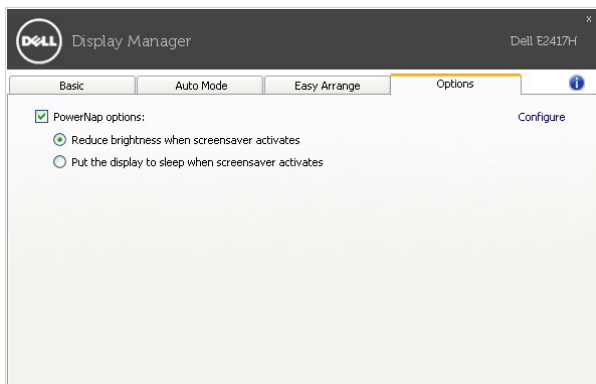 x
DELL Display Manager Dell E2417H
Basic Auto Mode Easy Arrange Options i
PowerNap options: Configure
Reduce brightness when screensaver activates
Put the display to sleep when screensaver activates